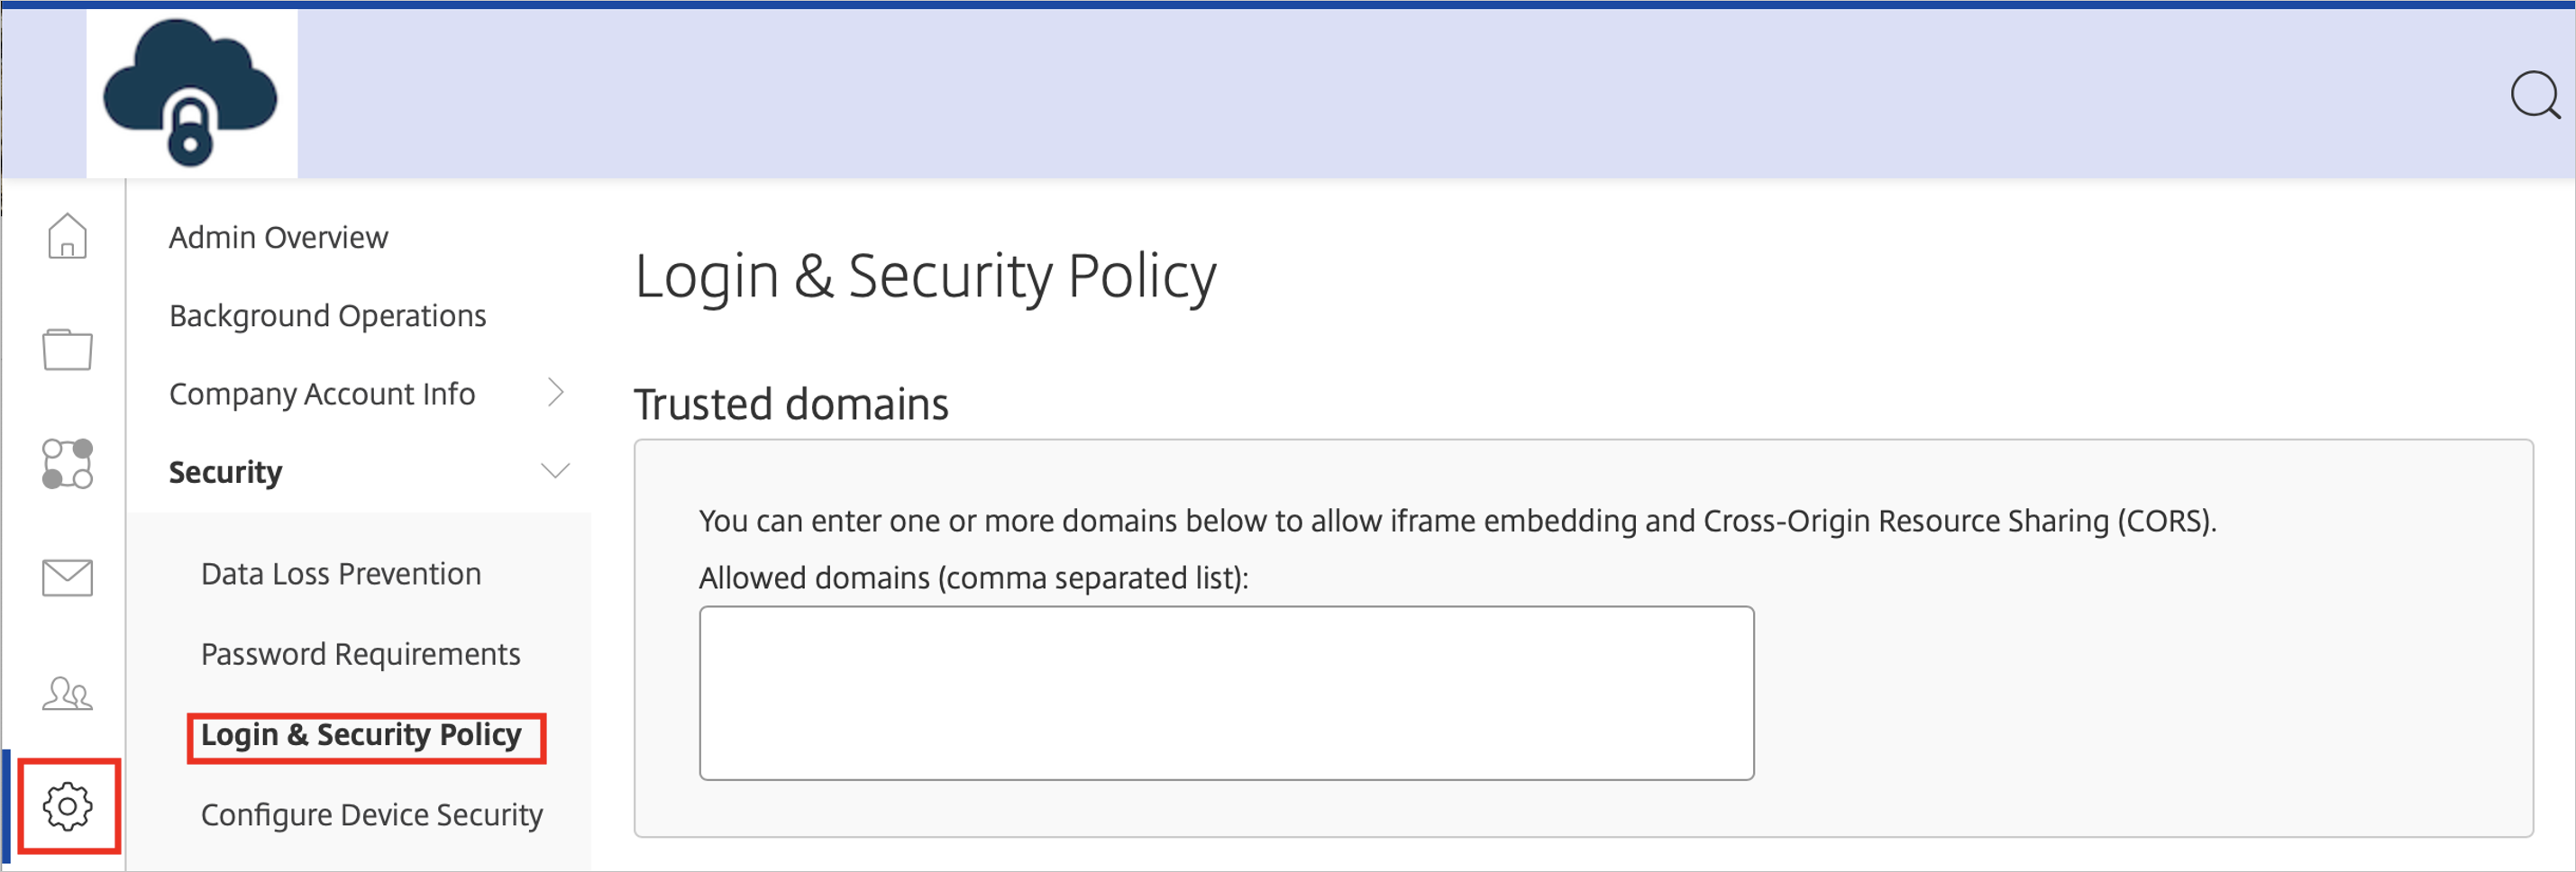 Admin Overview
Background Operations
Company Account Info
Security
Data Loss Prevention
Password Requirements
Login & Security Policy
Configure Device Security
Login & Security Policy
Trusted domains
You can enter one or more domains below to allow iframe embedding and Cross-Origin Resource Sharing (CORS).
Allowed domains (comma separated list):